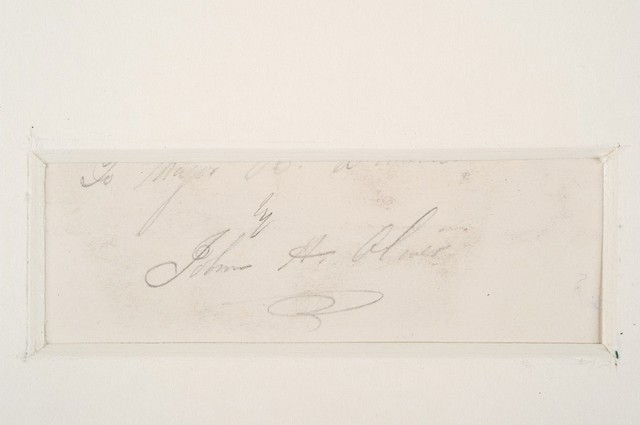 To Major
by
John A. Oliver